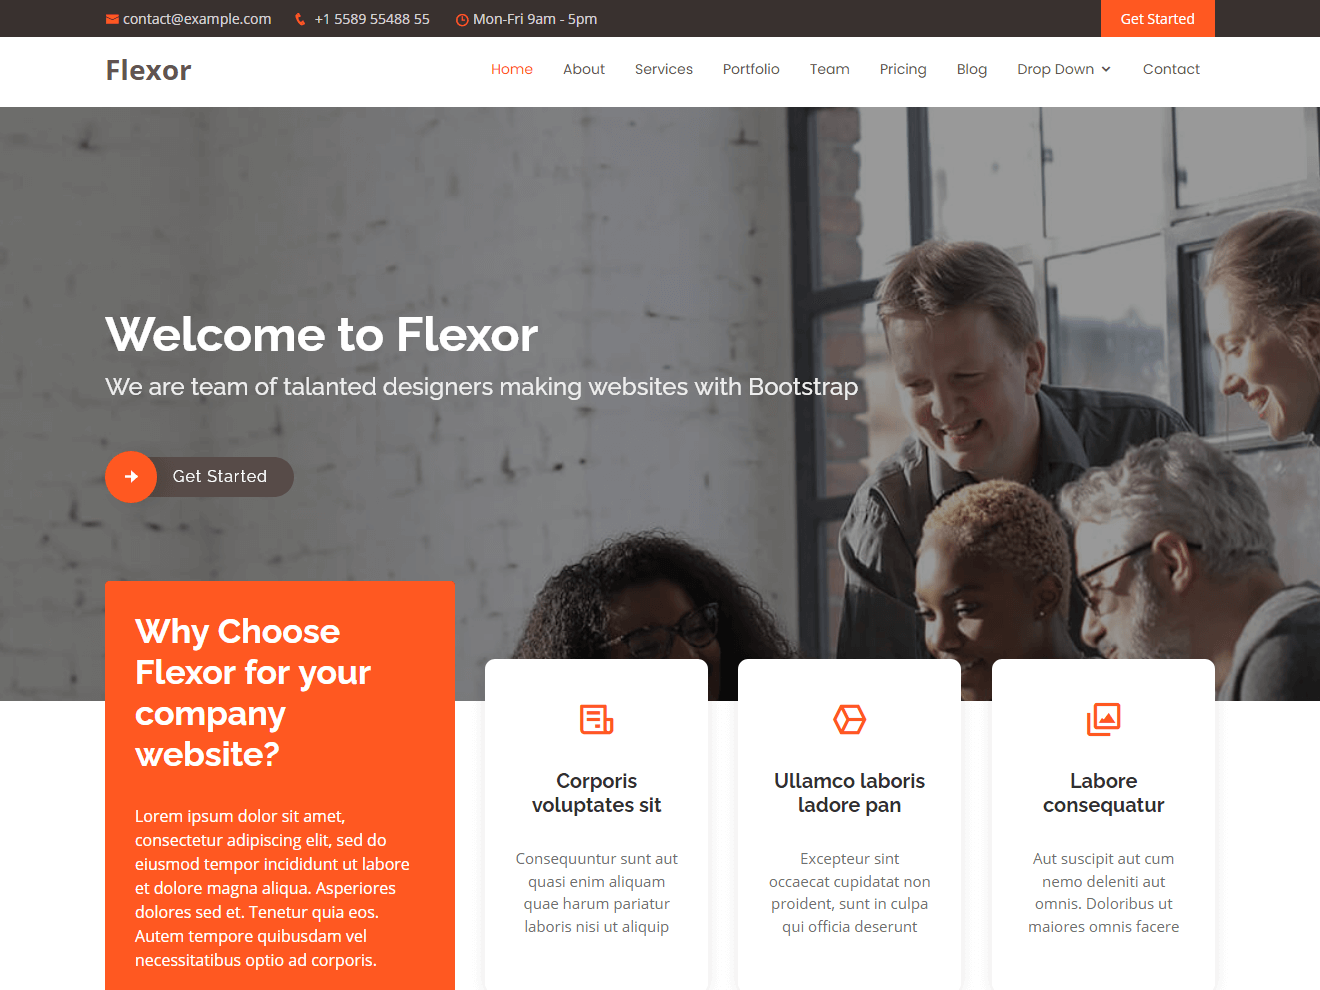 contact@example.com +1 5589 55488 55 Mon-Fri 9am - 5pm Get Started
Flexor Home About Services Portfolio Team Pricing Blog Drop Down Contact
Welcome to Flexor
We are team of talanted designers making websites with Bootstrap
Get Started
Why Choose
Flexor for your
company
website?
Lorem ipsum dolor sit amet,
consectetur adipiscing elit, sed do
eiusmod tempor incididunt ut labore
et dolore magna aliqua. Asperiores
dolores sed et. Tenetur quia eos.
Autem tempore quibusdam vel
necessitatibus optio ad corporis.
Corporis
voluptates sit
Consequuntur sunt aut
quasi enim aliquam
quae harum pariatur
laboris nisi ut aliquip
Ullamco laboris
ladore pan
Excepteur sint
occaecat cupidatat non
proident, sunt in culpa
qui officia deserunt
Labore
consequatur
Aut suscipit aut cum
nemo deleniti aut
omnis. Doloribus ut
maiores omnis facere